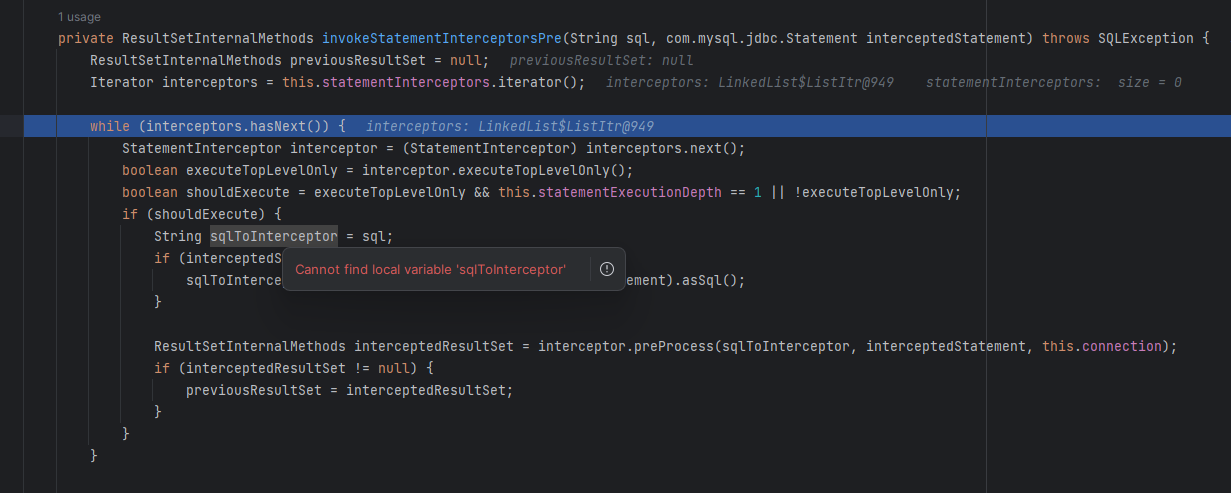 1 usage
private ResultSetInternalMethods invokeStatementInterceptorsPre(String sql, com.mysql.jdbc.Statement interceptedStatement) throws SQLException {
ResultSetInternalMethods previousResultSet = null;   previousResultSet: null
Iterator interceptors = this.statementInterceptors.iterator();   interceptors: LinkedList$ListItr@949   statementInterceptors:  size = 0
while (interceptors.hasNext()) {   interceptors: LinkedList$ListItr@949
StatementInterceptor interceptor = (StatementInterceptor) interceptors.next();
boolean executeTopLevelOnly = interceptor.executeTopLevelOnly();
boolean shouldExecute = executeTopLevelOnly && this.statementExecutionDepth == 1 || !executeTopLevelOnly;
if (shouldExecute) {
String sqlToInterceptor = sql;
if (interceptedS
Cannot find local variable 'sqlToInterceptor'
sqlToInterce ement).asSql();
}
ResultSetInternalMethods interceptedResultSet = interceptor.preProcess(sqlToInterceptor, interceptedStatement, this.connection);
if (interceptedResultSet != null) {
previousResultSet = interceptedResultSet;
}
}
}